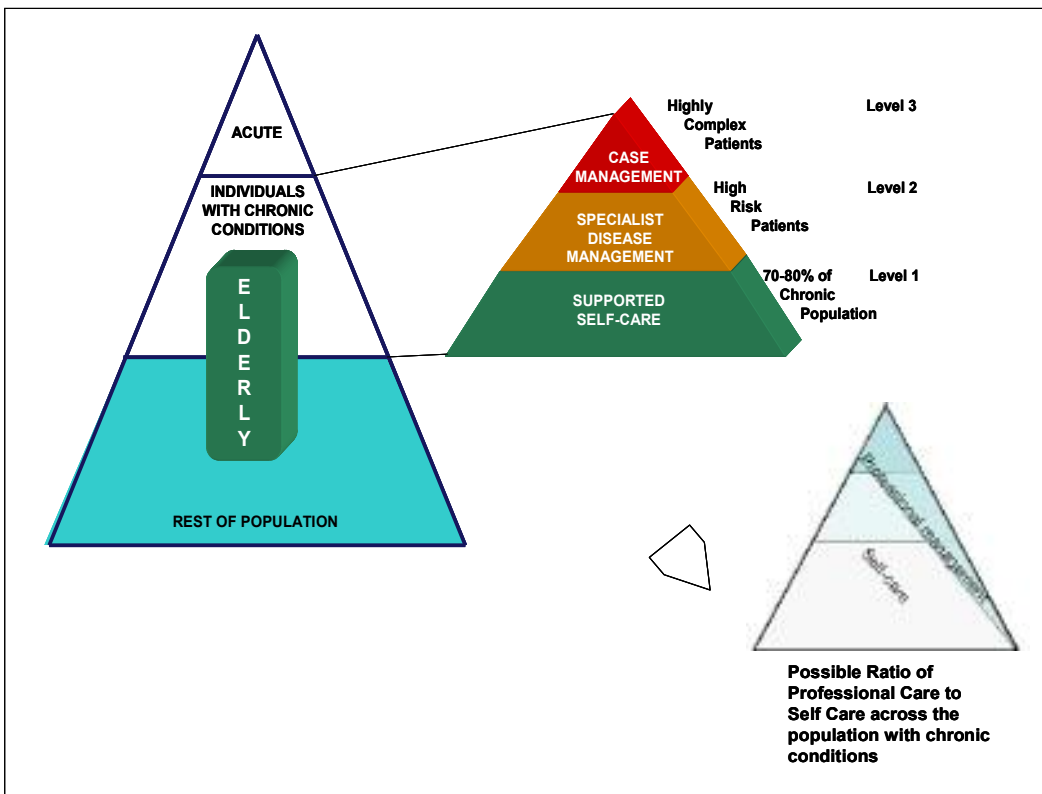 ACUTE
INDIVIDUALS
WITH CHRONIC
CONDITIONS
E
L
D
E
R
L
Y
REST OF POPULATION
CASE
MANAGEMENT
SPECIALIST
DISEASE
MANAGEMENT
SUPPORTED
SELF-CARE
Highly
Complex
Patients
Level 3
High
Risk
Patients
Level 2
70-80% of
Chronic
Population
Level 1
Professional management
Self-care
Possible Ratio of
Professional Care to
Self Care across the
population with chronic
conditions